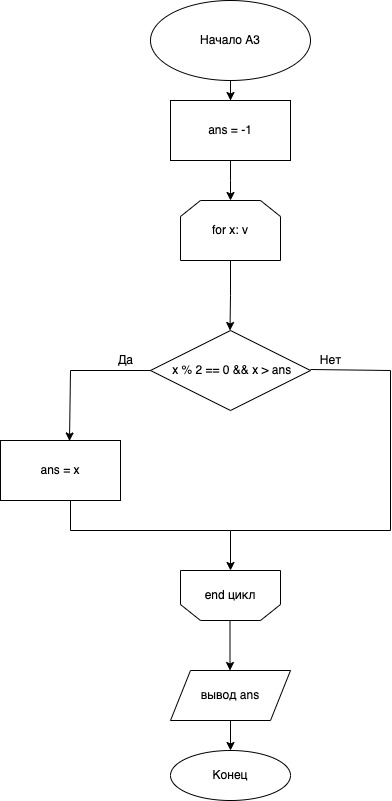 Начало А3
ans = -1
for x: v
x % 2 == 0 && x > ans
Да
Нет
ans = x
end цикл
вывод ans
Конец